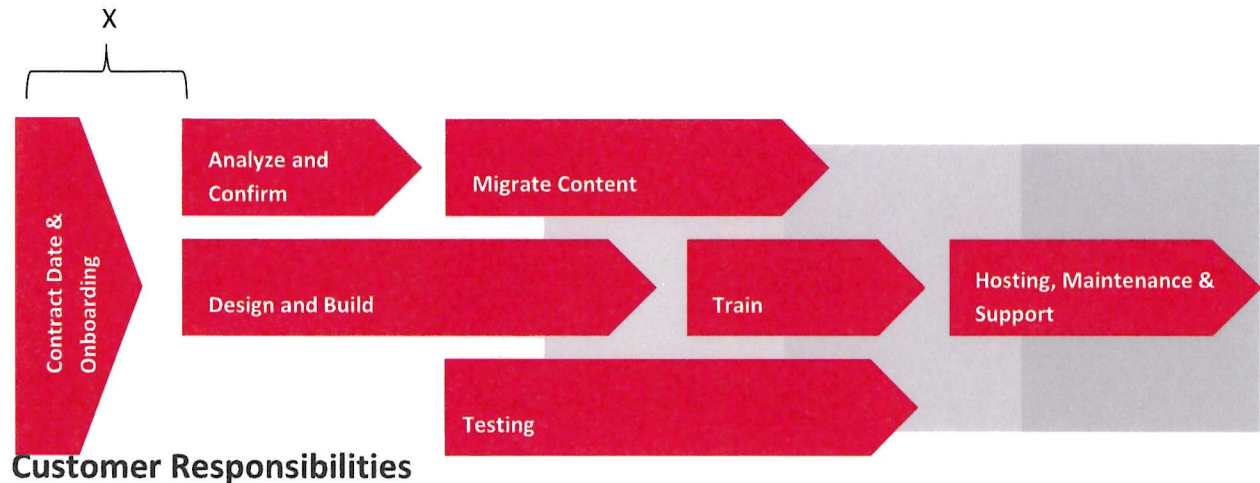 X
Contract Date &
Onboarding
Analyze and
Confirm
Migrate Content
Design and Build
Train
Hosting, Maintenance &
Support
Testing
Customer Responsibilities